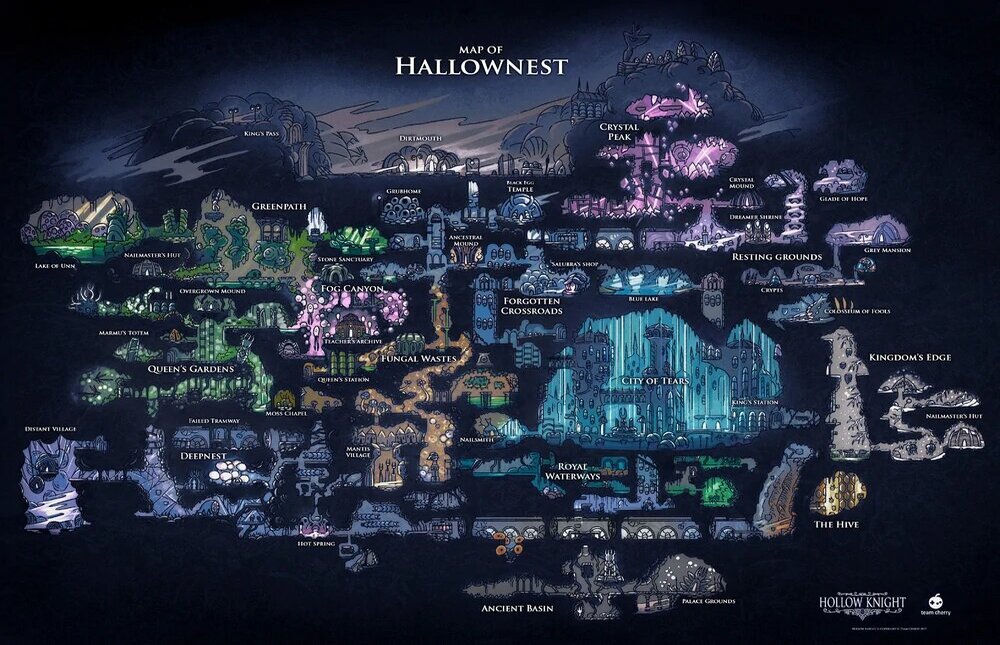 MAP OF
HALLOWNEST
CRYSTAL
PEAK
KING'S PASS
DIRTMOUTH
CRYSTAL
MOUND
GRUBHOME
BLACK EGG
TEMPLE
GLADE OF HOPE
GREENPATH
DREAMER SHRINE
ANCESTRAL
MOUND
GREY MANSION
NAILMASTER'S HUT
STONE SANCTUARY
RESTING GROUNDS
LAKE OF UNN
SALUBRA'S SHOP
OVERGROWN MOUND
FOG CANYON
CRYPTS
BLUE LAKE
FORGOTTEN
CROSSROADS
COLOSSEUM OF FOOLS
MARMU'S TOTEM
TEACHER'S ARCHIVE
FUNGAL WASTES
KINGDOM'S EDGE
QUEEN'S GARDENS
QUEEN'S STATION
CITY OF TEARS
KING'S STATION
MOSS CHAPEL
NAILMASTER'S HUT
FAILED TRAMWAY
DISTANT VILLAGE
NAILSMITH
DEEPNEST
MANTIS
VILLAGE
ROYAL
WATERWAYS
THE HIVE
HOT SPRING
PALACE GROUNDS
ANCIENT BASIN
HOLLOW KNIGHT
team cherry